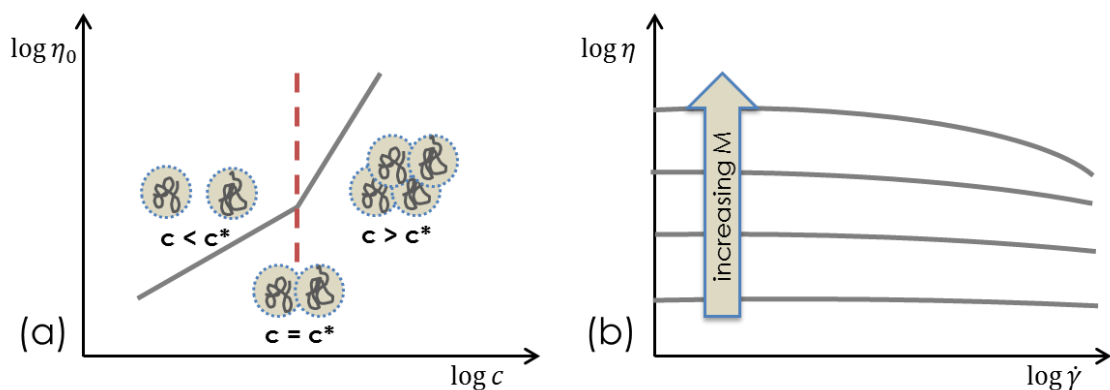 log η₀
c < c*
c > c*
c = c*
(a)
log c
log η
increasing M
(b)
log γ̇